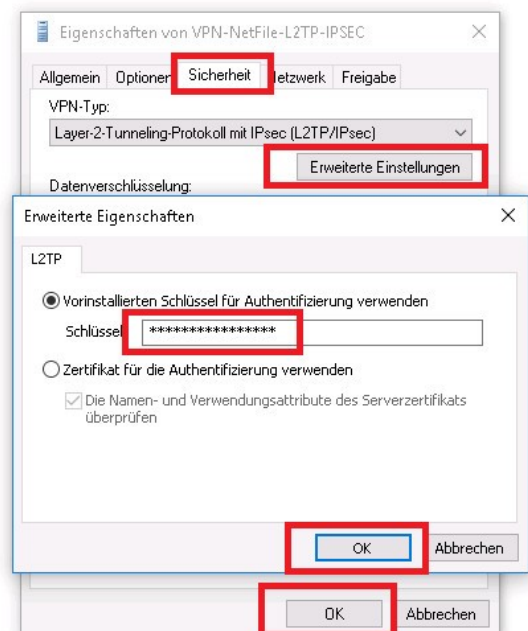 Eigenschaften von VPN-NetFile-L2TP-IPSEC
Allgemein Optionen Sicherheit Netzwerk Freigabe
VPN-Typ:
Layer-2-Tunneling-Protokoll mit IPsec (L2TP/IPsec)
Erweiterte Einstellungen
Datenverschlüsselung:
Erweiterte Eigenschaften
L2TP
Vorinstallierten Schlüssel für Authentifizierung verwenden
Schlüssel ****************
Zertifikat für die Authentifizierung verwenden
Die Namen- und Verwendungsattribute des Serverzertifikats
überprüfen
OK Abbrechen
OK Abbrechen